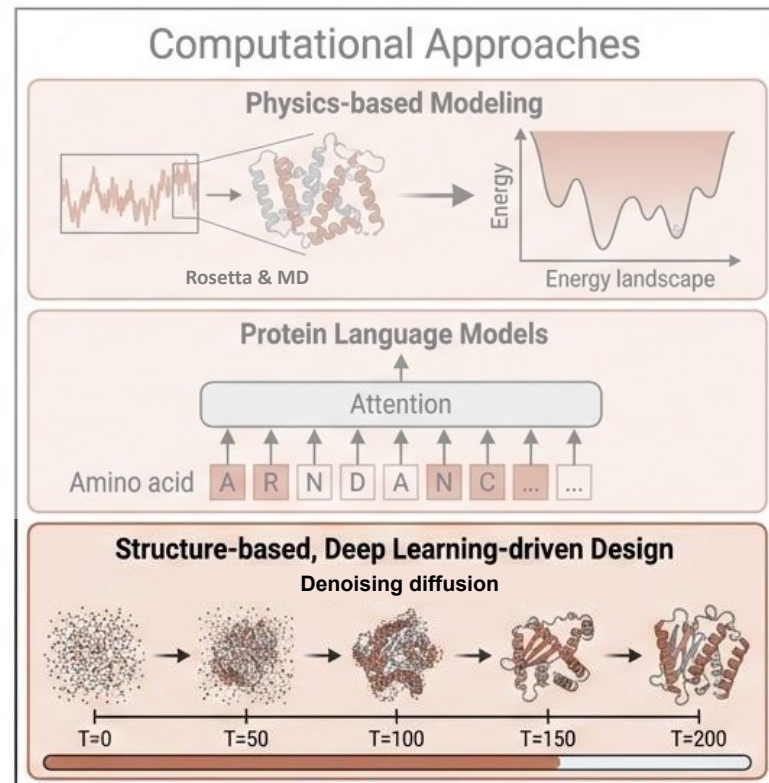 Computational Approaches
Physics-based Modeling
Energy
Rosetta & MD
Energy landscape
Protein Language Models
Attention
Amino acid A R N D A N C ... ...
Structure-based, Deep Learning-driven Design
Denoising diffusion
T=0 T=50 T=100 T=150 T=200